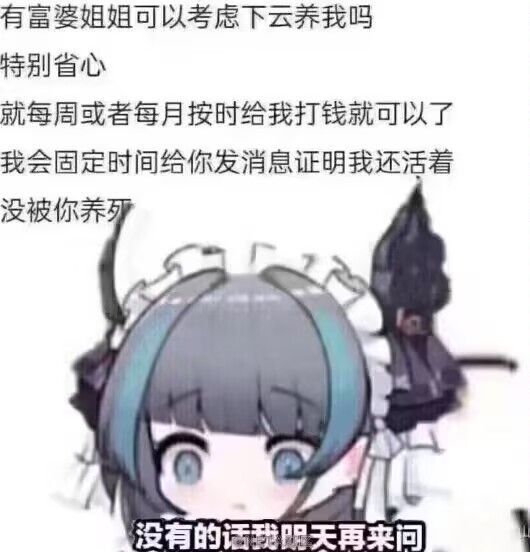 有富婆姐姐可以考虑下云养我吗
特别省心
就每周或者每月按时给我打钱就可以了
我会固定时间给你发消息证明我还活着
没被你养死
没有的话我明天再来问